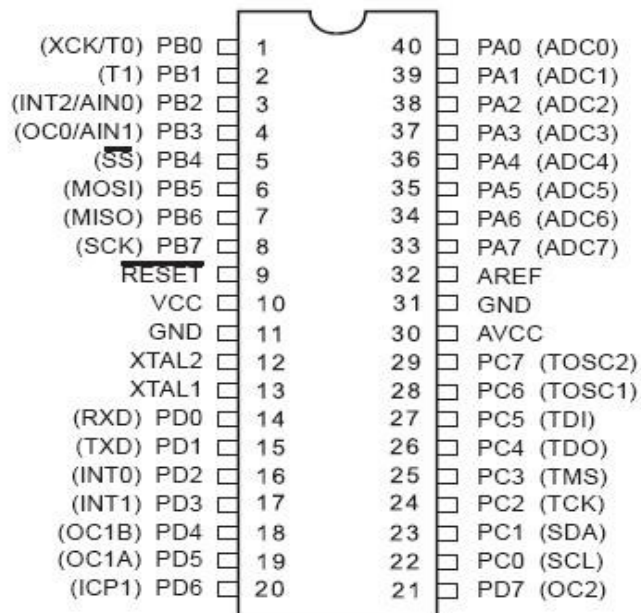 (XCK/T0) PB0 1 40 PA0 (ADC0)
(T1) PB1 2 39 PA1 (ADC1)
(INT2/AIN0) PB2 3 38 PA2 (ADC2)
(OC0/AIN1) PB3 4 37 PA3 (ADC3)
(SS) PB4 5 36 PA4 (ADC4)
(MOSI) PB5 6 35 PA5 (ADC5)
(MISO) PB6 7 34 PA6 (ADC6)
(SCK) PB7 8 33 PA7 (ADC7)
RESET 9 32 AREF
VCC 10 31 GND
GND 11 30 AVCC
XTAL2 12 29 PC7 (TOSC2)
XTAL1 13 28 PC6 (TOSC1)
(RXD) PD0 14 27 PC5 (TDI)
(TXD) PD1 15 26 PC4 (TDO)
(INT0) PD2 16 25 PC3 (TMS)
(INT1) PD3 17 24 PC2 (TCK)
(OC1B) PD4 18 23 PC1 (SDA)
(OC1A) PD5 19 22 PC0 (SCL)
(ICP1) PD6 20 21 PD7 (OC2)